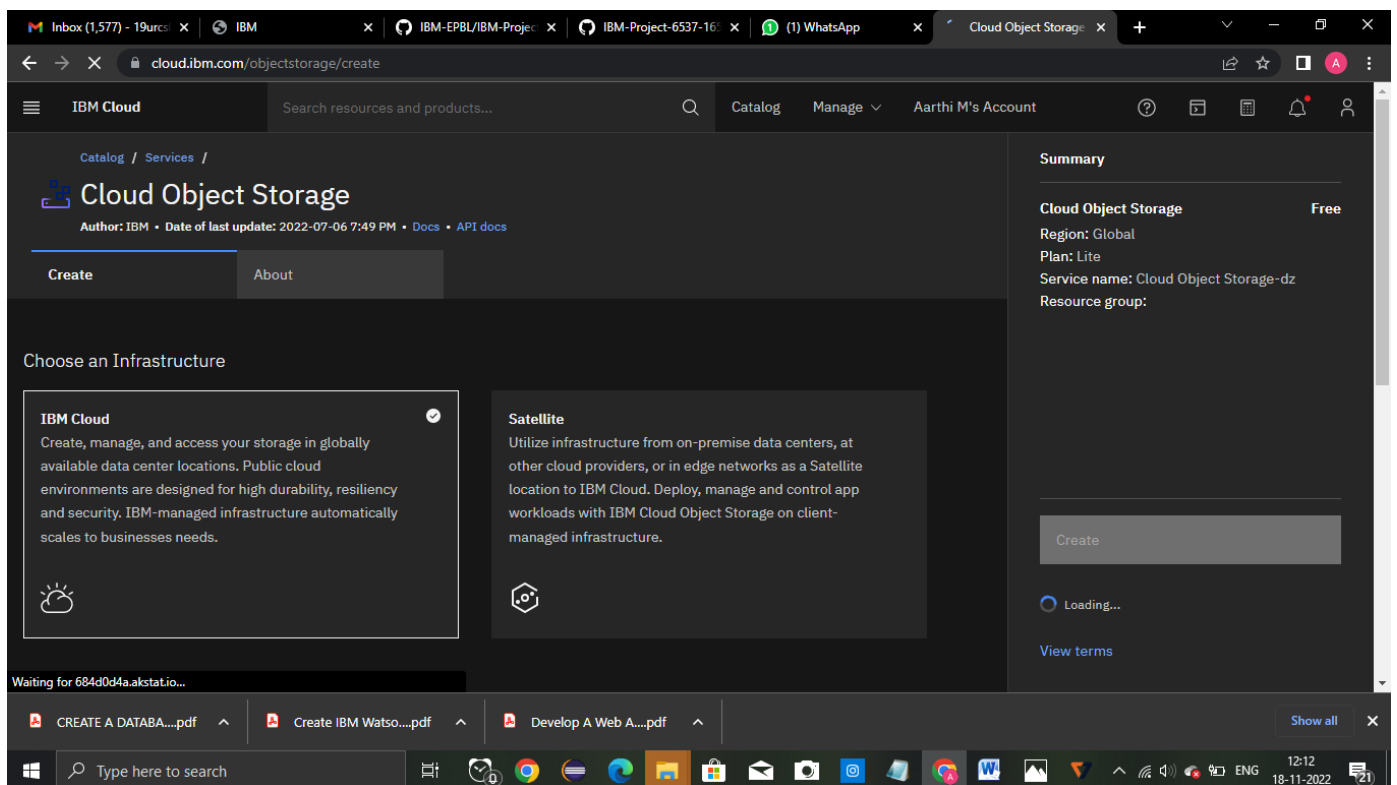 Inbox (1,577) - 19urcs
IBM
IBM-EPBL/IBM-Project
IBM-Project-6537-165
(1) WhatsApp
Cloud Object Storage
cloud.ibm.com/objectstorage/create
A
IBM Cloud
Search resources and products...
Catalog
Manage
Aarthi M's Account
Catalog / Services /
Cloud Object Storage
Author: IBM • Date of last update: 2022-07-06 7:49 PM • Docs • API docs
Create
About
Choose an Infrastructure
IBM Cloud
Create, manage, and access your storage in globally
available data center locations. Public cloud
environments are designed for high durability, resiliency
and security. IBM-managed infrastructure automatically
scales to businesses needs.
Satellite
Utilize infrastructure from on-premise data centers, at
other cloud providers, or in edge networks as a Satellite
location to IBM Cloud. Deploy, manage and control app
workloads with IBM Cloud Object Storage on client-
managed infrastructure.
Summary
Cloud Object Storage Free
Region: Global
Plan: Lite
Service name: Cloud Object Storage-dz
Resource group:
Create
Loading...
View terms
Waiting for 684d0d4a.akstat.io...
CREATE A DATABA....pdf
Create IBM Watso....pdf
Develop A Web A....pdf
Show all
Type here to search
ENG
12:12
18-11-2022
21